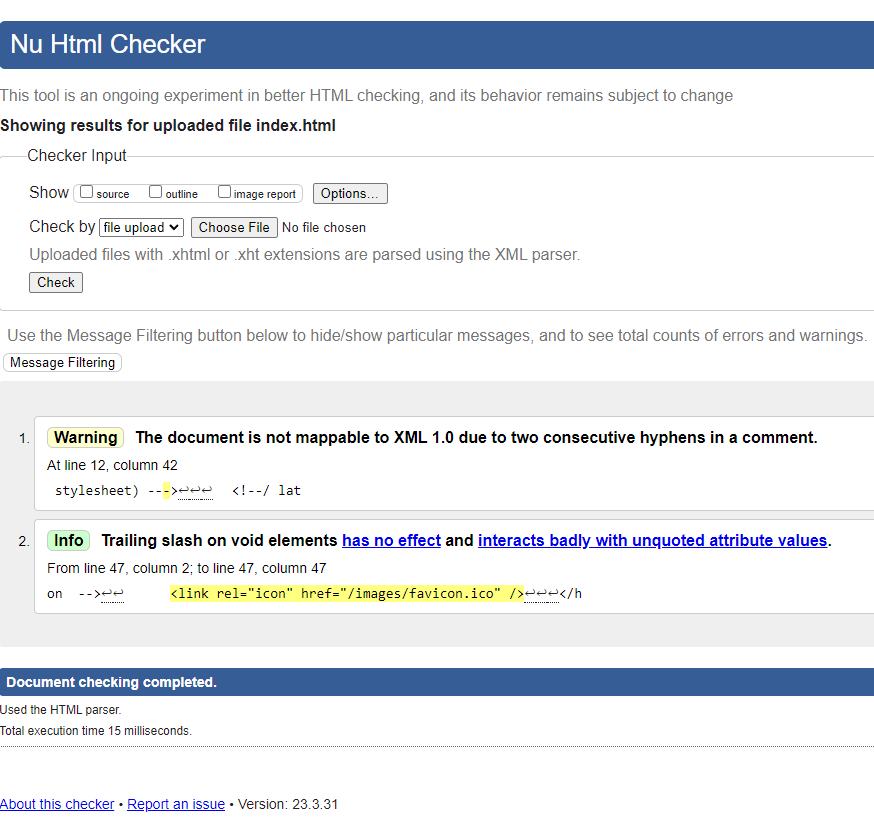 Nu Html Checker
This tool is an ongoing experiment in better HTML checking, and its behavior remains subject to change
Showing results for uploaded file index.html
Checker Input
Show source outline image report Options...
Check by file upload Choose File No file chosen
Uploaded files with .xhtml or .xht extensions are parsed using the XML parser.
Check
Use the Message Filtering button below to hide/show particular messages, and to see total counts of errors and warnings.
Message Filtering
1. Warning The document is not mappable to XML 1.0 due to two consecutive hyphens in a comment.
At line 12, column 42
stylesheet) --->↩↩↩ <!--/ lat
2. Info Trailing slash on void elements has no effect and interacts badly with unquoted attribute values.
From line 47, column 2; to line 47, column 47
on -->↩↩ <link rel="icon" href="/images/favicon.ico" />↩↩↩</h
Document checking completed.
Used the HTML parser.
Total execution time 15 milliseconds.
About this checker • Report an issue • Version: 23.3.31